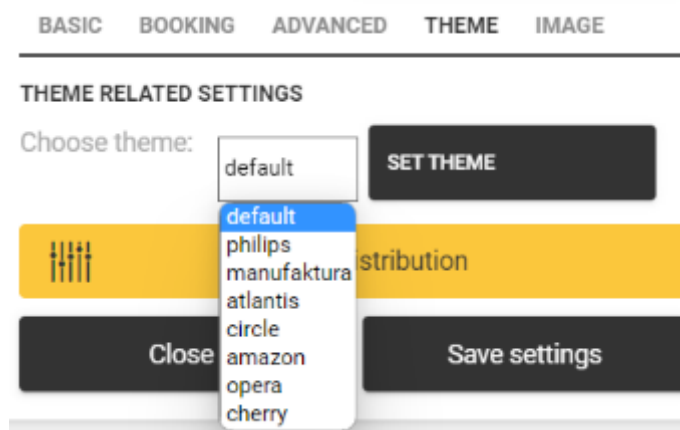 BASIC BOOKING ADVANCED THEME IMAGE
THEME RELATED SETTINGS
Choose theme: default SET THEME
default
philips
manufaktura
atlantis
circle
amazon
opera
cherry
Close Save settings